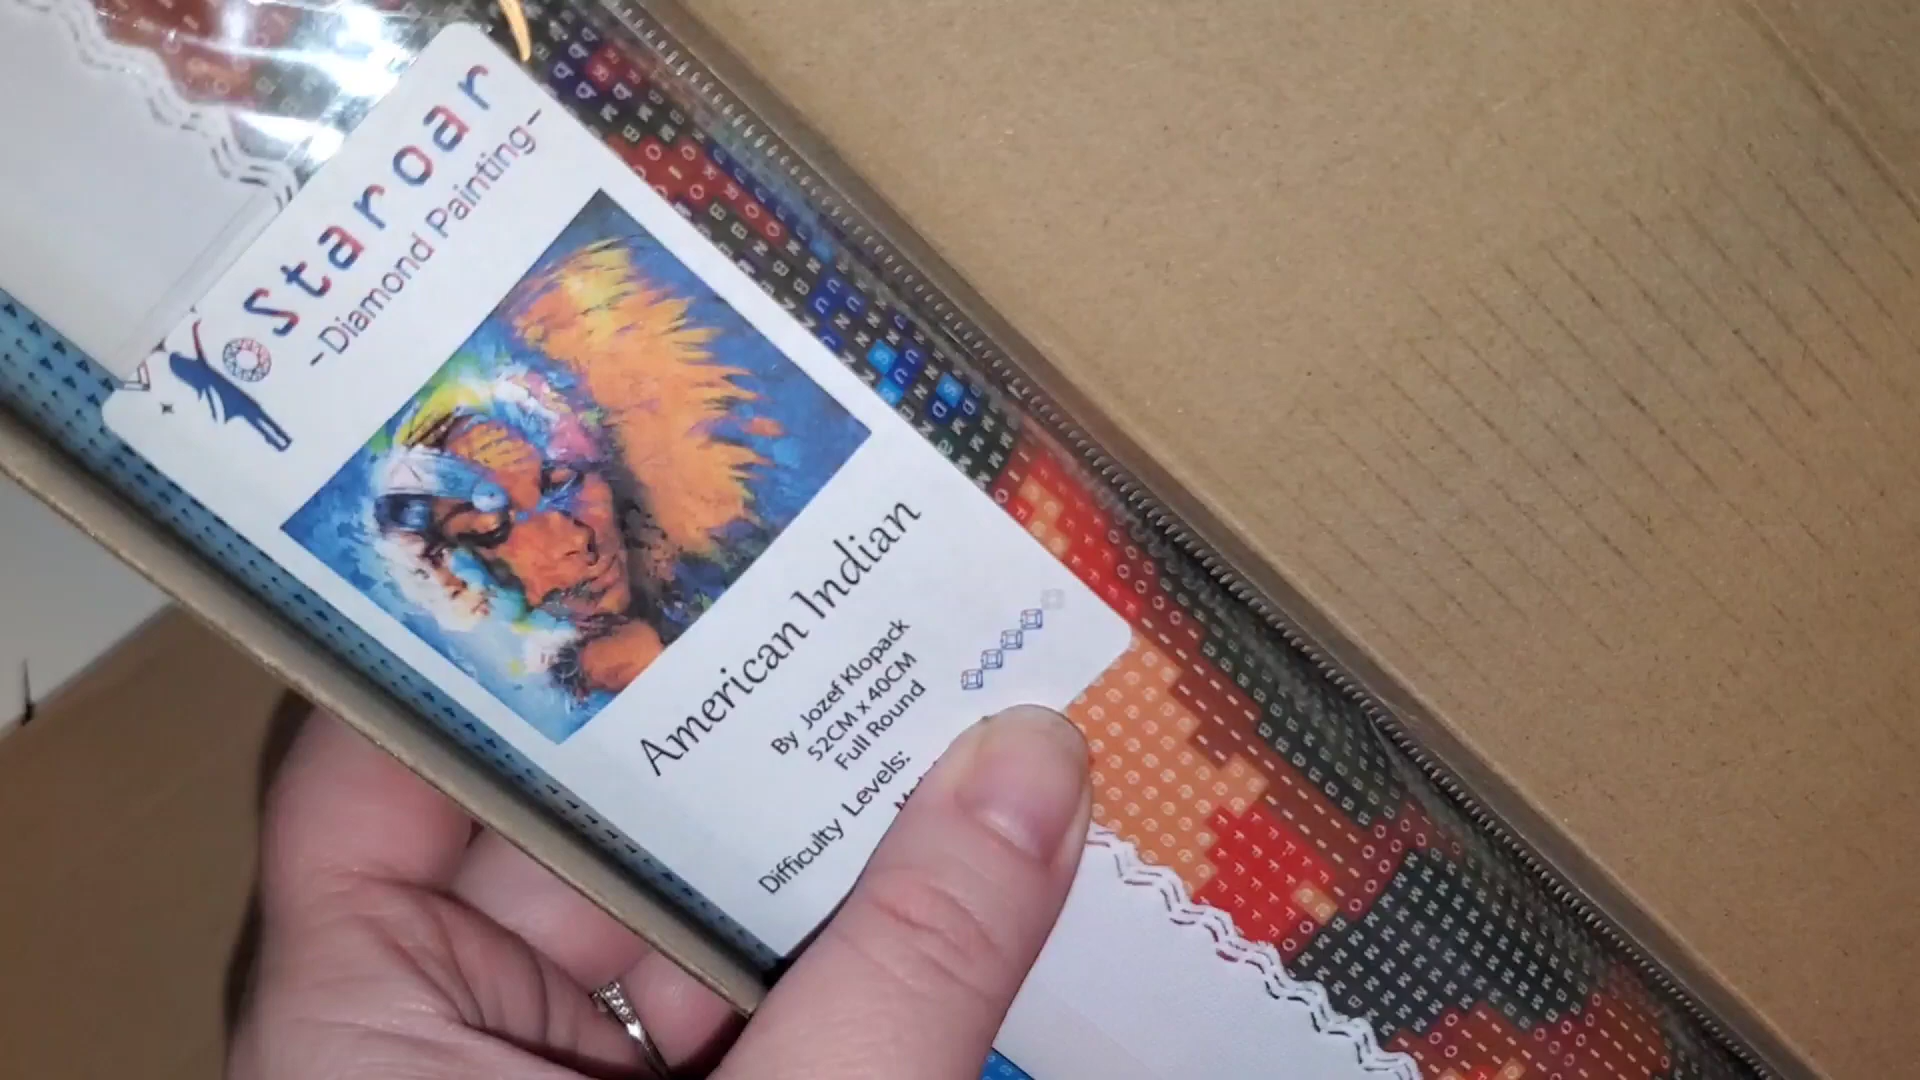 Staroar
-Diamond Painting-
American Indian
By Jozef Klopack
52CM x 40CM
Full Round
Difficulty Levels: